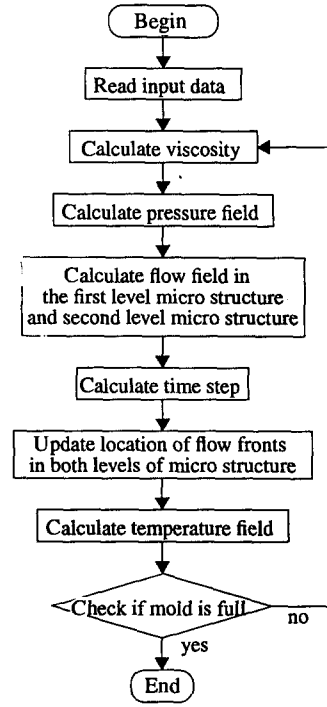 Begin
Read input data
Calculate viscosity
Calculate pressure field
Calculate flow field in
the first level micro structure
and second level micro structure
Calculate time step
Update location of flow fronts
in both levels of micro structure
Calculate temperature field
Check if mold is full
no
yes
End